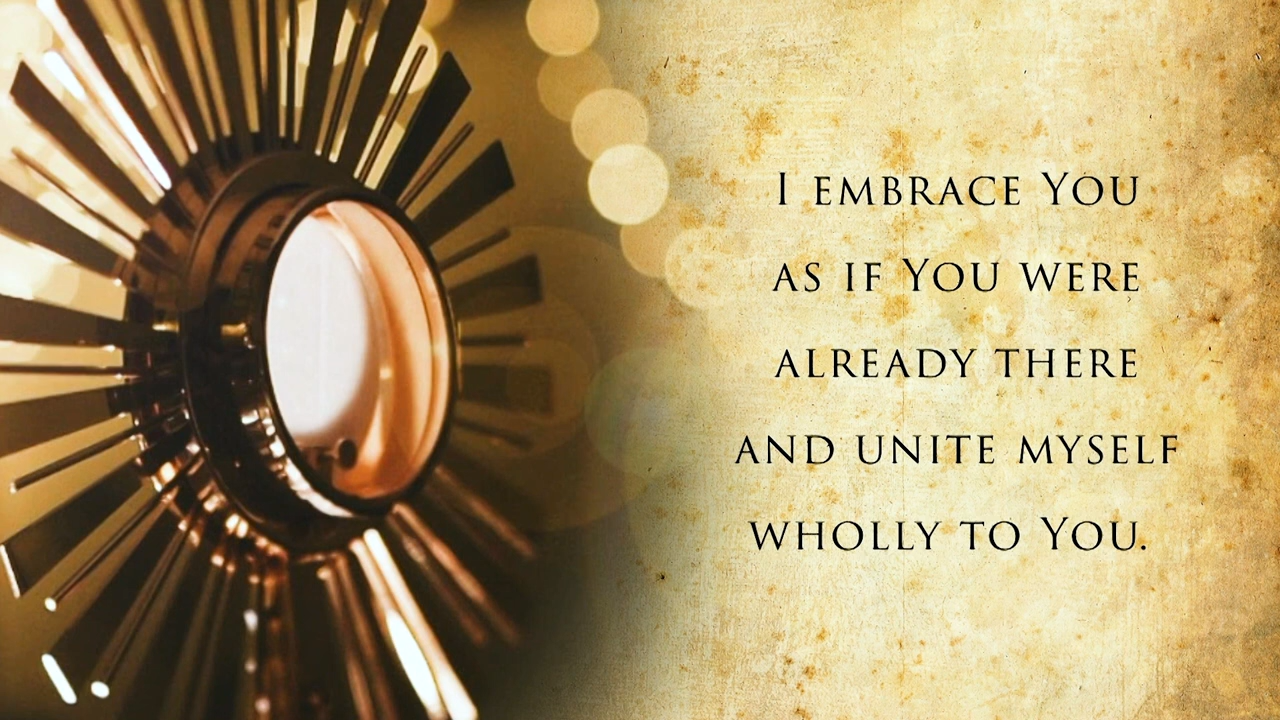 I embrace You
as if You were
already there
and unite myself
wholly to You.